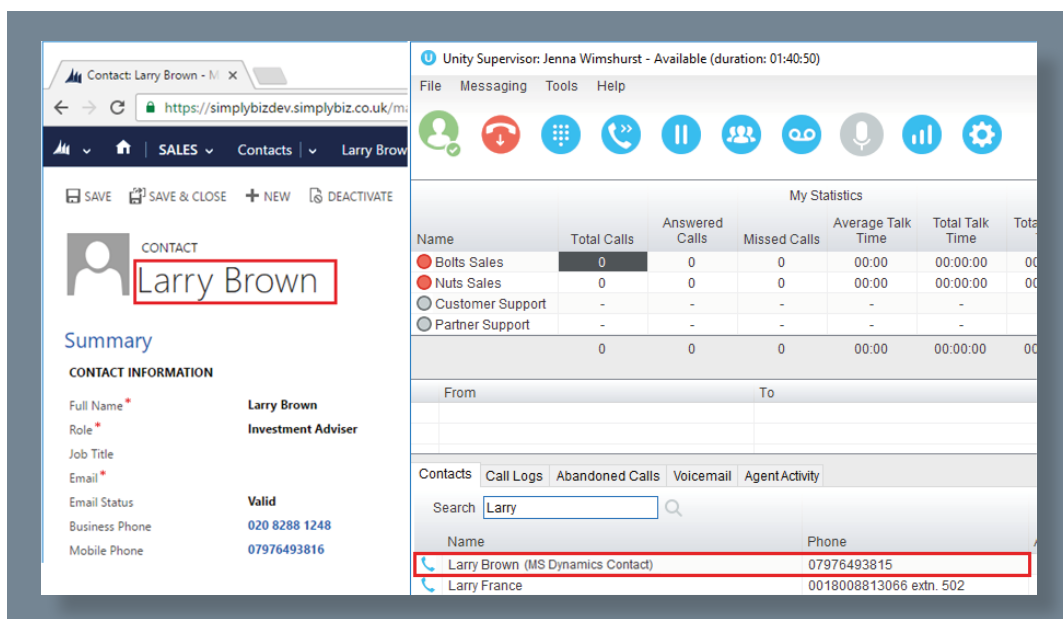 Contact: Larry Brown - M
https://simplybizdev.simplybiz.co.uk/ma
SALES Contacts Larry Brow
SAVE SAVE & CLOSE NEW DEACTIVATE
CONTACT
Larry Brown
Summary
CONTACT INFORMATION
Full Name* Larry Brown
Role* Investment Adviser
Job Title
Email*
Email Status Valid
Business Phone 020 8288 1248
Mobile Phone 07976493816
Unity Supervisor: Jenna Wimshurst - Available (duration: 01:40:50)
File Messaging Tools Help
My Statistics
Name Total Calls Answered Calls Missed Calls Average Talk Time Total Talk Time Tota
Bolts Sales 0 0 0 00:00 00:00:00 00
Nuts Sales 0 0 0 00:00 00:00:00 00
Customer Support - - - - -
Partner Support - - - - -
0 0 0 00:00 00:00:00 00
From To
Contacts Call Logs Abandoned Calls Voicemail Agent Activity
Search Larry
Name Phone
Larry Brown (MS Dynamics Contact) 07976493815
Larry France 0018008813066 extn. 502